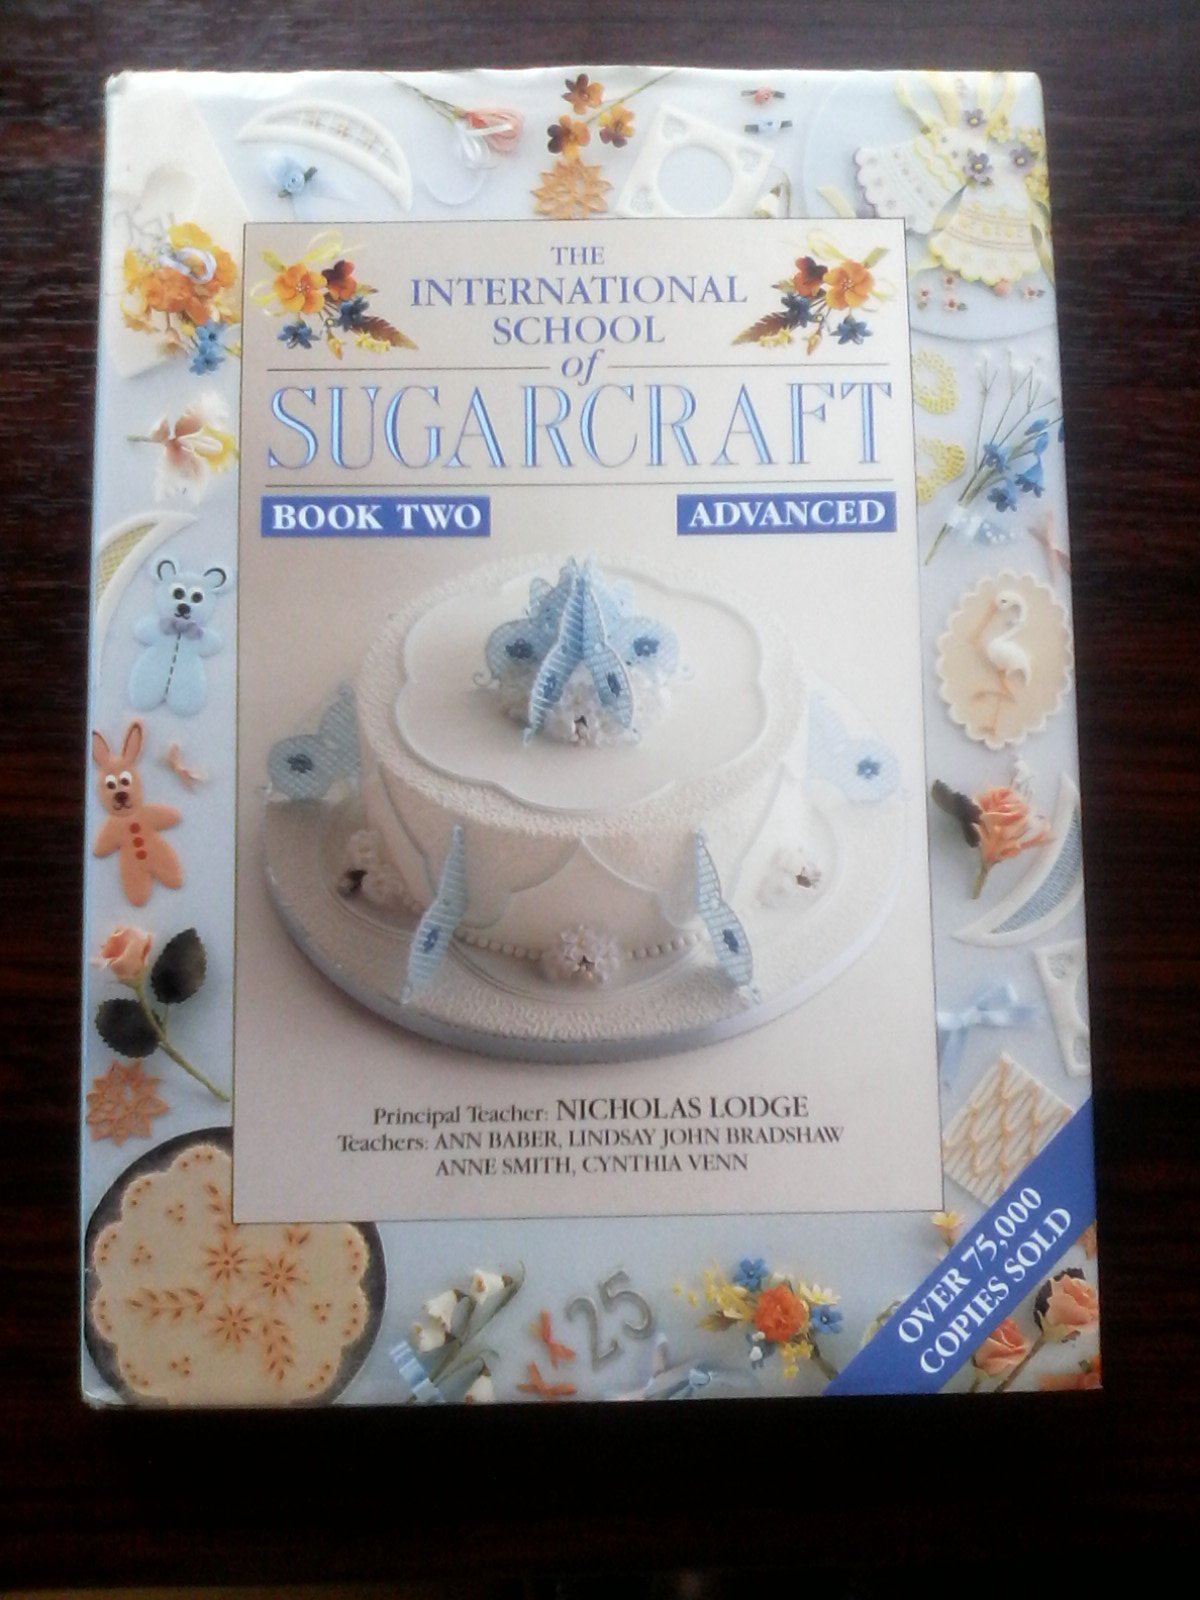 THE
INTERNATIONAL
SCHOOL
of
SUGARCRAFT
BOOK TWO
ADVANCED
Principal Teacher: NICHOLAS LODGE
Teachers: ANN BABER, LINDSAY JOHN BRADSHAW
ANNE SMITH, CYNTHIA VENN
25
OVER 75,000
COPIES SOLD